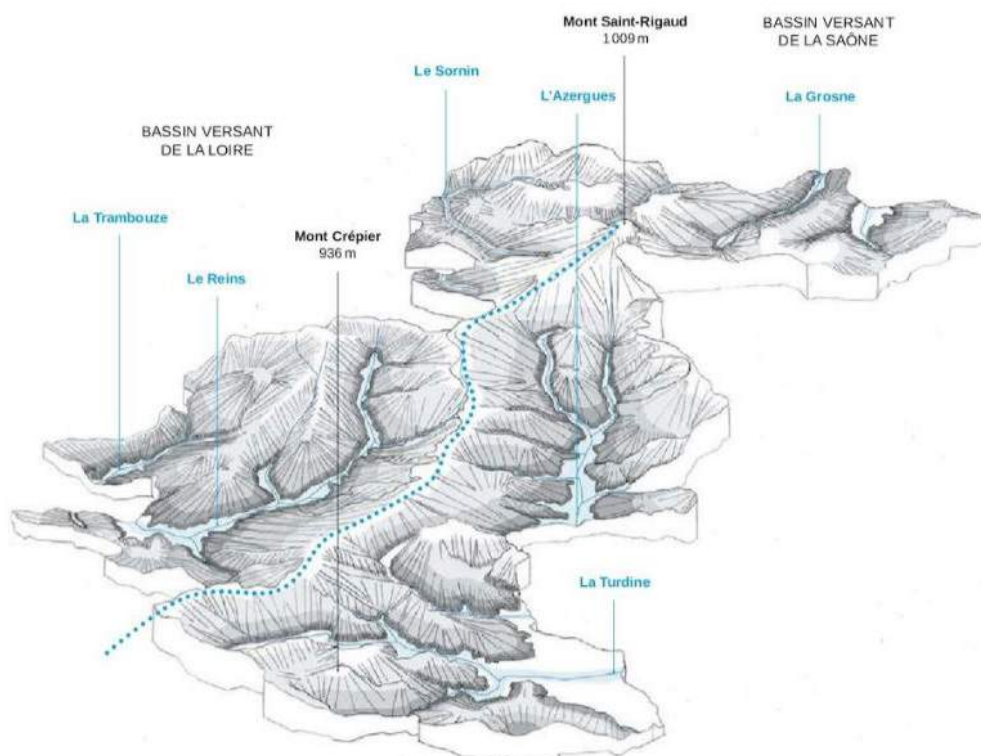 Mont Saint-Rigaud
1 009 m
BASSIN VERSANT
DE LA SAÔNE
Le Sornin
L'Azergues
La Grosne
BASSIN VERSANT
DE LA LOIRE
La Trambouze
Mont Crépier
936 m
Le Reins
La Turdine